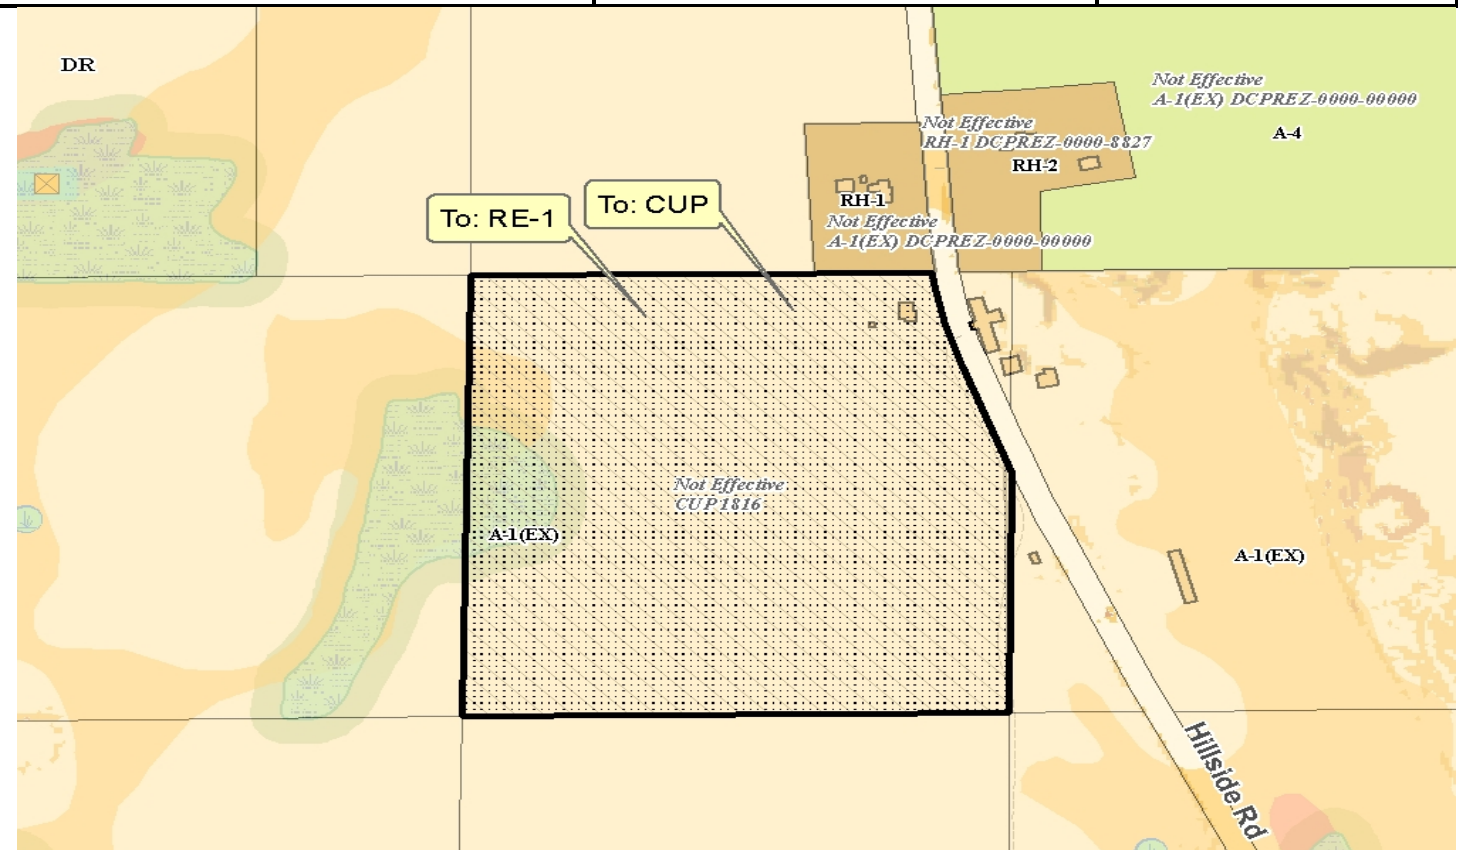 DR
Not Effective
A-1(EX) DCPREZ-0000-00000
A-4
Not Effective
RH-1 DCPREZ-0000-8827
RH-2
To: RE-1
To: CUP
RH-1
Not Effective
A-1(EX) DCPREZ-0000-00000
Not Effective
CUP 1816
A-1(EX)
A-1(EX)
Hillside Rd